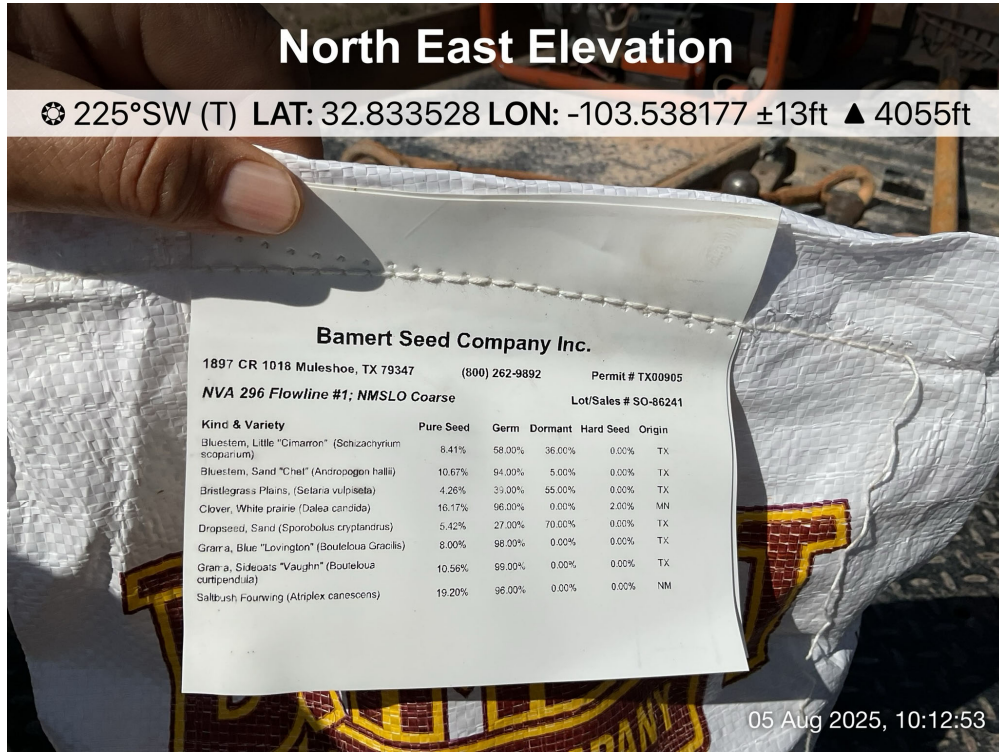 North East Elevation
225°SW (T) LAT: 32.833528 LON: -103.538177 ±13ft ▲ 4055ft
Bamert Seed Company Inc.
1897 CR 1018 Muleshoe, TX 79347 (800) 262-9892 Permit # TX00905
NVA 296 Flowline #1; NMSLO Coarse Lot/Sales # SO-86241
Kind & Variety Pure Seed Germ Dormant Hard Seed Origin
Bluestem, Little "Cimarron" (Schizachyrium
scoparium) 8.41% 58.00% 36.00% 0.00% TX
Bluestem, Sand "Chet" (Andropogon hallii) 10.67% 94.00% 5.00% 0.00% TX
Bristlegrass Plains, (Setaria vulpiseta) 4.26% 39.00% 55.00% 0.00% TX
Clover, White prairie (Dalea candida) 16.17% 96.00% 0.00% 2.00% MN
Dropseed, Sand (Sporobolus cryptandrus) 5.42% 27.00% 70.00% 0.00% TX
Grama, Blue "Lovington" (Bouteloua Gracilis) 8.00% 98.00% 0.00% 0.00% TX
Grama, Sideoats "Vaughn" (Bouteloua
curtipendula) 10.56% 99.00% 0.00% 0.00% TX
Saltbush Fourwing (Atriplex canescens) 19.20% 96.00% 0.00% 0.00% NM
05 Aug 2025, 10:12:53